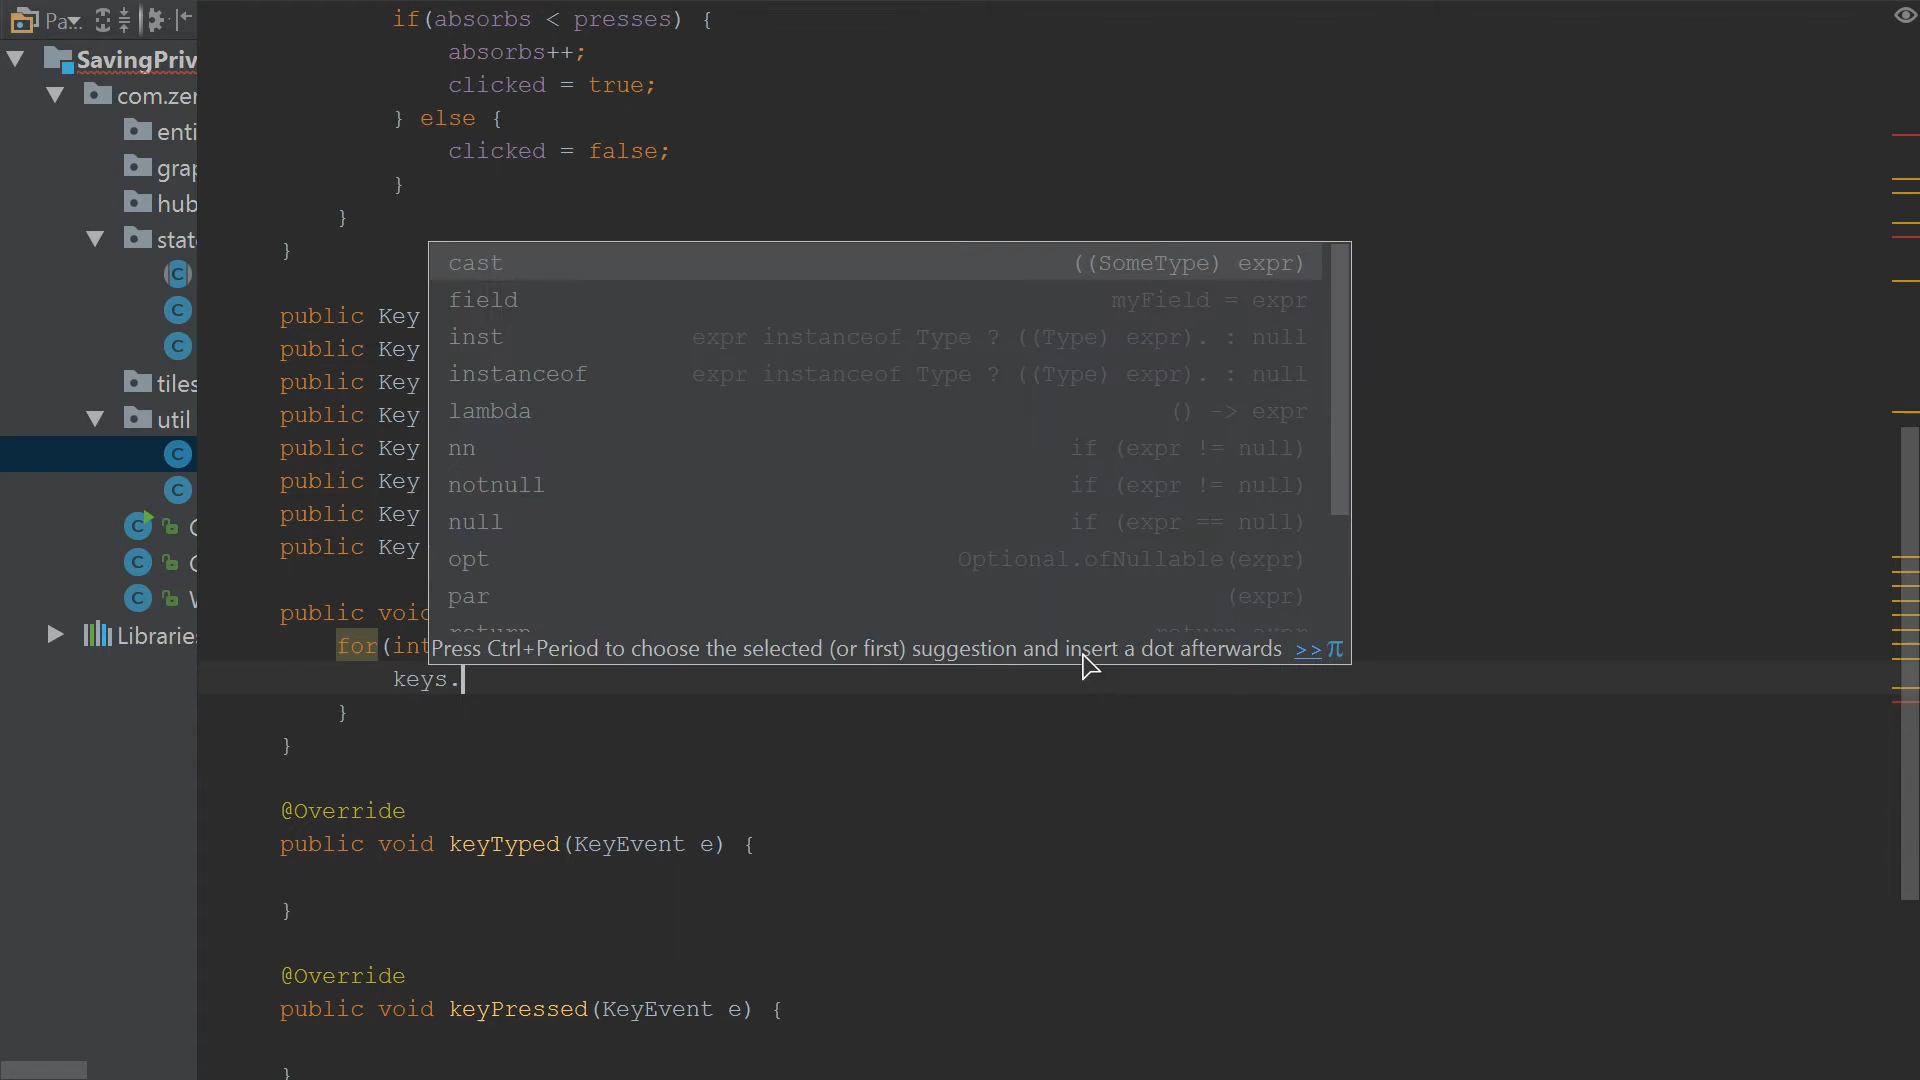 Pa...
SavingPriv
com.zer
enti
grap
hub
stat
tiles
util
Librarie
if(absorbs < presses) {
absorbs++;
clicked = true;
} else {
clicked = false;
}
}
}
public Key
public Key
public Key
public Key
public Key
public Key
public Key
public Key
cast ((SomeType) expr)
field myField = expr
inst expr instanceof Type ? ((Type) expr). : null
instanceof expr instanceof Type ? ((Type) expr). : null
lambda () -> expr
nn if (expr != null)
notnull if (expr != null)
null if (expr == null)
opt Optional.ofNullable(expr)
par (expr)
return return expr
Press Ctrl+Period to choose the selected (or first) suggestion and insert a dot afterwards >> π
public void
for(int
keys.
}
}
@Override
public void keyTyped(KeyEvent e) {
}
@Override
public void keyPressed(KeyEvent e) {
}